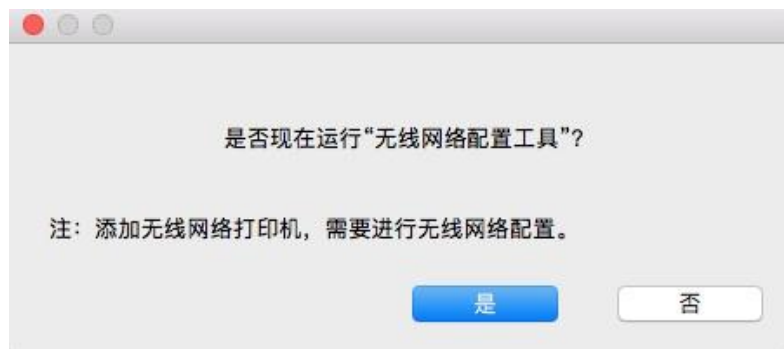 是否现在运行“无线网络配置工具”?
注：添加无线网络打印机，需要进行无线网络配置。
是
否